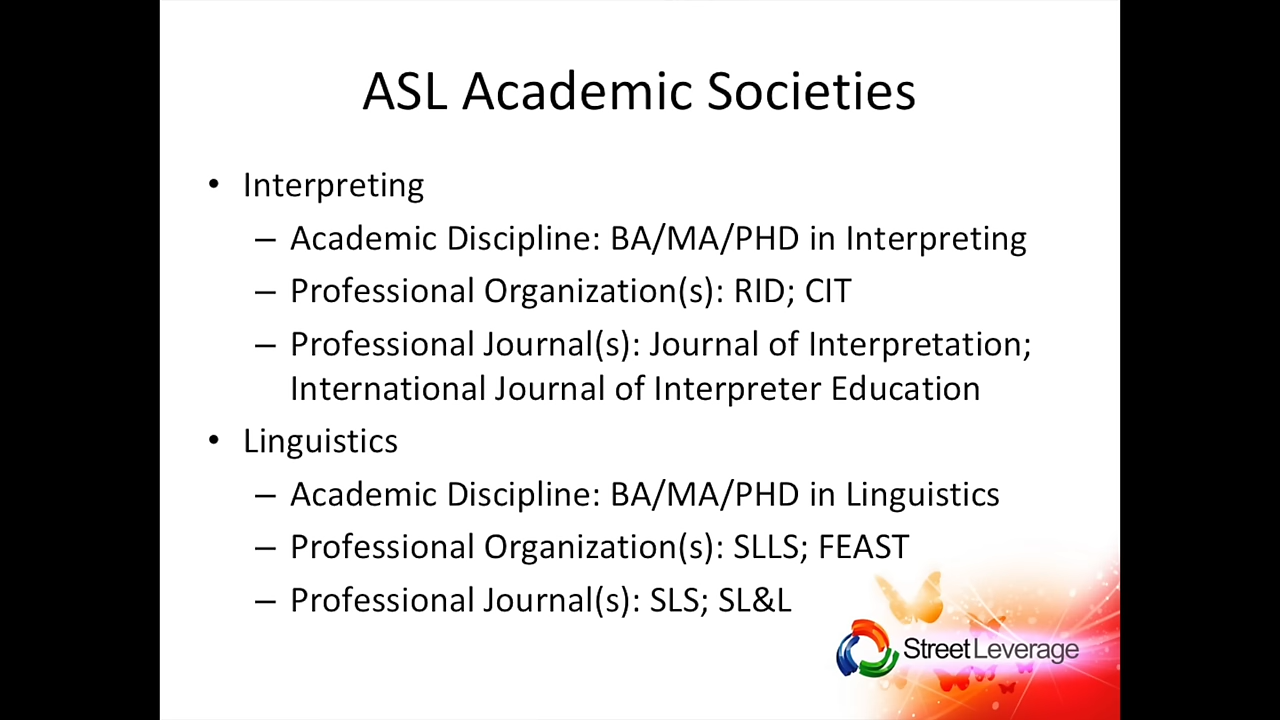 ASL Academic Societies
• Interpreting
– Academic Discipline: BA/MA/PHD in Interpreting
– Professional Organization(s): RID; CIT
– Professional Journal(s): Journal of Interpretation;
International Journal of Interpreter Education
• Linguistics
– Academic Discipline: BA/MA/PHD in Linguistics
– Professional Organization(s): SLLS; FEAST
– Professional Journal(s): SLS; SL&L
StreetLeverage